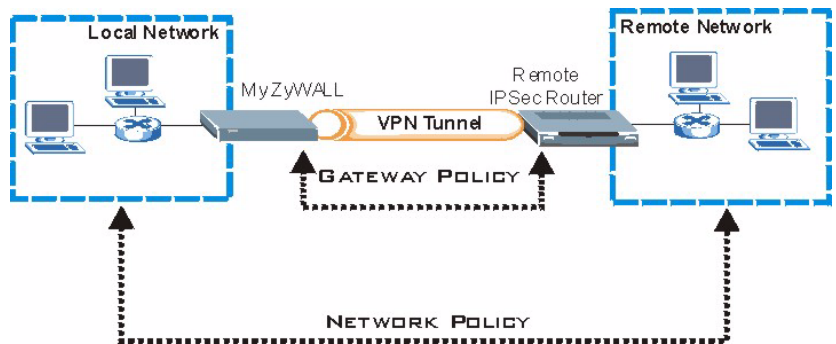 Local Network
Remote Network
MyZyWALL
Remote
IPSec Router
VPN Tunnel
GATEWAY POLICY
NETWORK POLICY